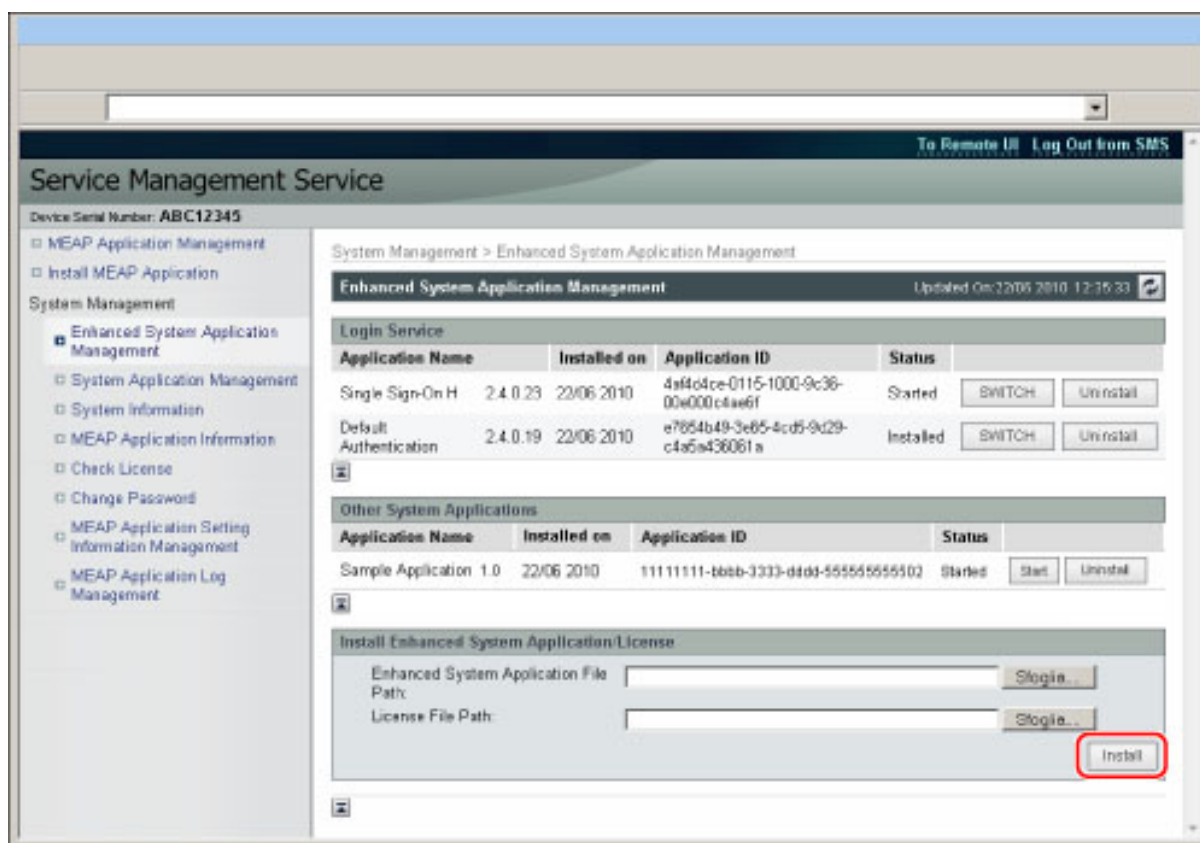 To Remote UI Log Out from SMS
Service Management Service
Device Serial Number: ABC12345
MEAP Application Management
Install MEAP Application
System Management
Enhanced System Application
Management
System Application Management
System Information
MEAP Application Information
Check License
Change Password
MEAP Application Setting
Information Management
MEAP Application Log
Management
System Management > Enhanced System Application Management
Enhanced System Application Management Updated On:22/06 2010 12:35:33
Login Service
Application Name Installed on Application ID Status
Single Sign-On H 2.4.0.23 22/06 2010 4af4d4ce-0115-1000-9c36-
00e000c4ae6f Started SWITCH Uninstall
Default
Authentication 2.4.0.19 22/06 2010 e7654b49-3e65-4cd5-9d29-
c4a5a436061a Installed SWITCH Uninstall
Other System Applications
Application Name Installed on Application ID Status
Sample Application 1.0 22/06 2010 11111111-bbbb-3333-dddd-555555555502 Started Start Uninstall
Install Enhanced System Application/License
Enhanced System Application File
Path: Sfoglia...
License File Path: Sfoglia...
Install